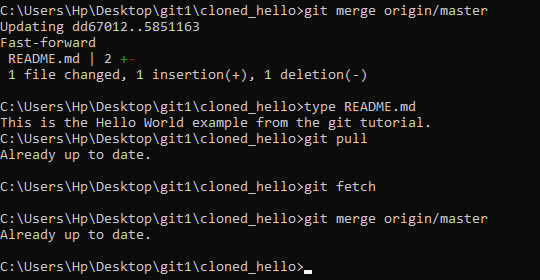 C:\Users\Hp\Desktop\git1\cloned_hello>git merge origin/master
Updating dd67012..5851163
Fast-forward
 README.md | 2 +-
 1 file changed, 1 insertion(+), 1 deletion(-)
C:\Users\Hp\Desktop\git1\cloned_hello>type README.md
This is the Hello World example from the git tutorial.
C:\Users\Hp\Desktop\git1\cloned_hello>git pull
Already up to date.
C:\Users\Hp\Desktop\git1\cloned_hello>git fetch
C:\Users\Hp\Desktop\git1\cloned_hello>git merge origin/master
Already up to date.
C:\Users\Hp\Desktop\git1\cloned_hello>